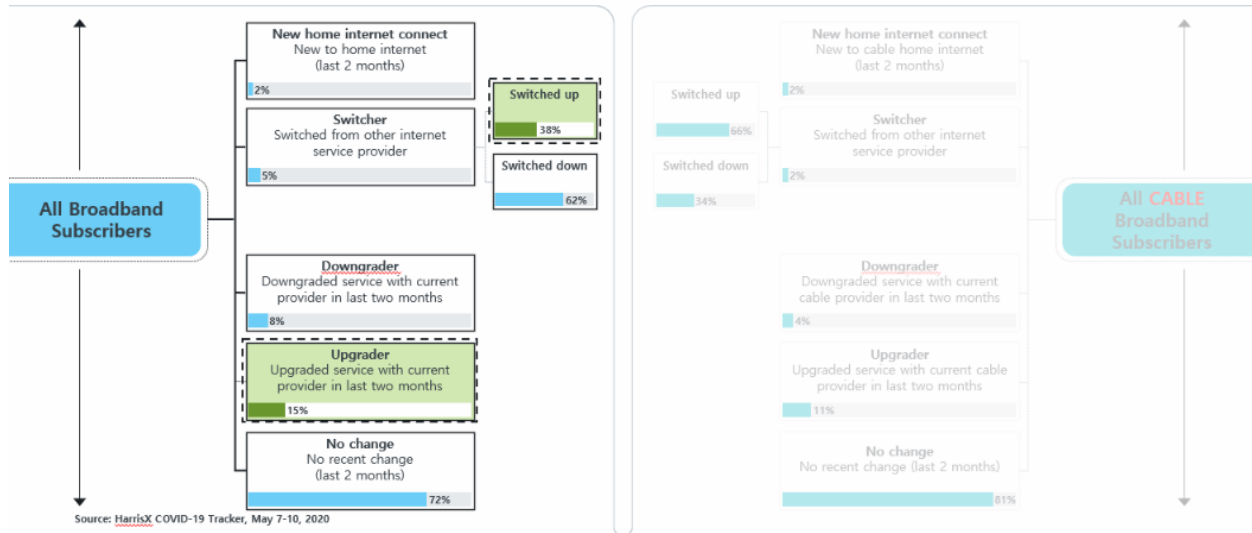 All Broadband
Subscribers
New home internet connect
New to home internet
(last 2 months)
2%
Switcher
Switched from other internet
service provider
5%
Switched up
38%
Switched down
62%
Downgrader
Downgraded service with current
provider in last two months
8%
Upgrader
Upgraded service with current
provider in last two months
15%
No change
No recent change
(last 2 months)
72%
Source: HarrisX COVID-19 Tracker, May 7-10, 2020
New home internet connect
New to cable home internet
(last 2 months)
2%
Switched up
66%
Switched down
34%
Switcher
Switched from other internet
service provider
2%
Downgrader
Downgraded service with current
cable provider in last two months
4%
Upgrader
Upgraded service with current cable
provider in last two months
11%
No change
No recent change (last 2 months)
81%
All CABLE
Broadband
Subscribers